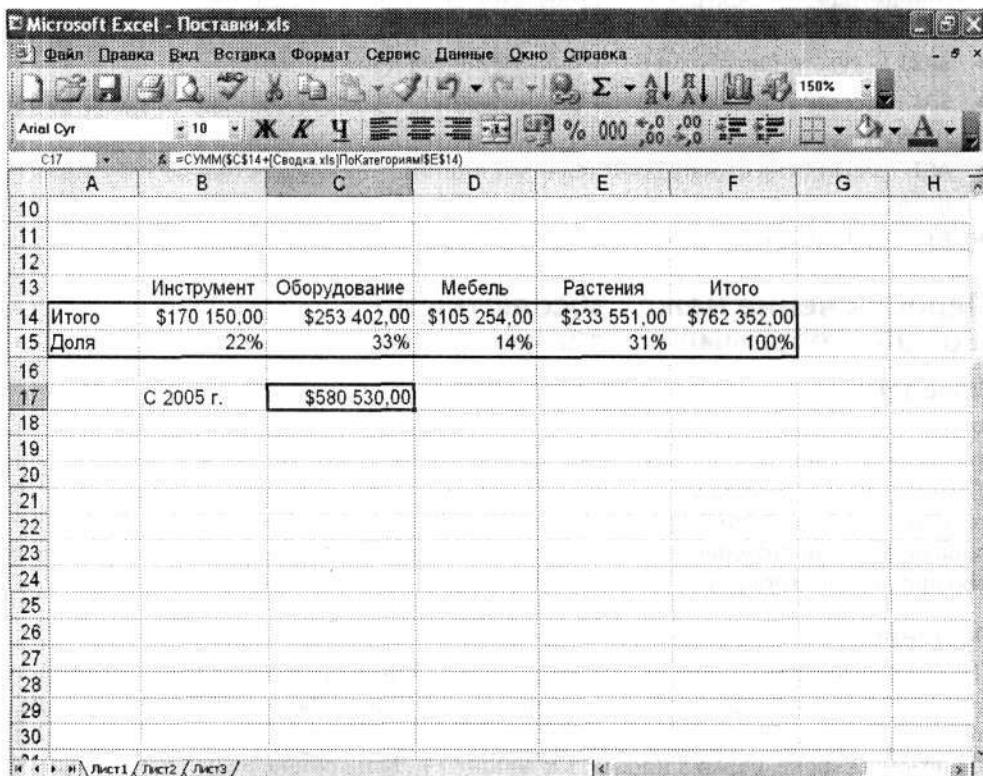 Microsoft Excel - Поставки.xls
Файл Правка Вид Вставка Формат Сервис Данные Окно Справка
150%
Arial Cyr 10 Ж К Ч % 000
C17 =СУММ($C$14+[Сводка.xls]ПоКатегориям!$E$14)
A B C D E F G H
10
11
12
13 Инструмент Оборудование Мебель Растения Итого
14 Итого $170 150,00 $253 402,00 $105 254,00 $233 551,00 $762 352,00
15 Доля 22% 33% 14% 31% 100%
16
17 С 2005 г. $580 530,00
18
19
20
21
22
23
24
25
26
27
28
29
30
Лист1 / Лист2 / Лист3 /